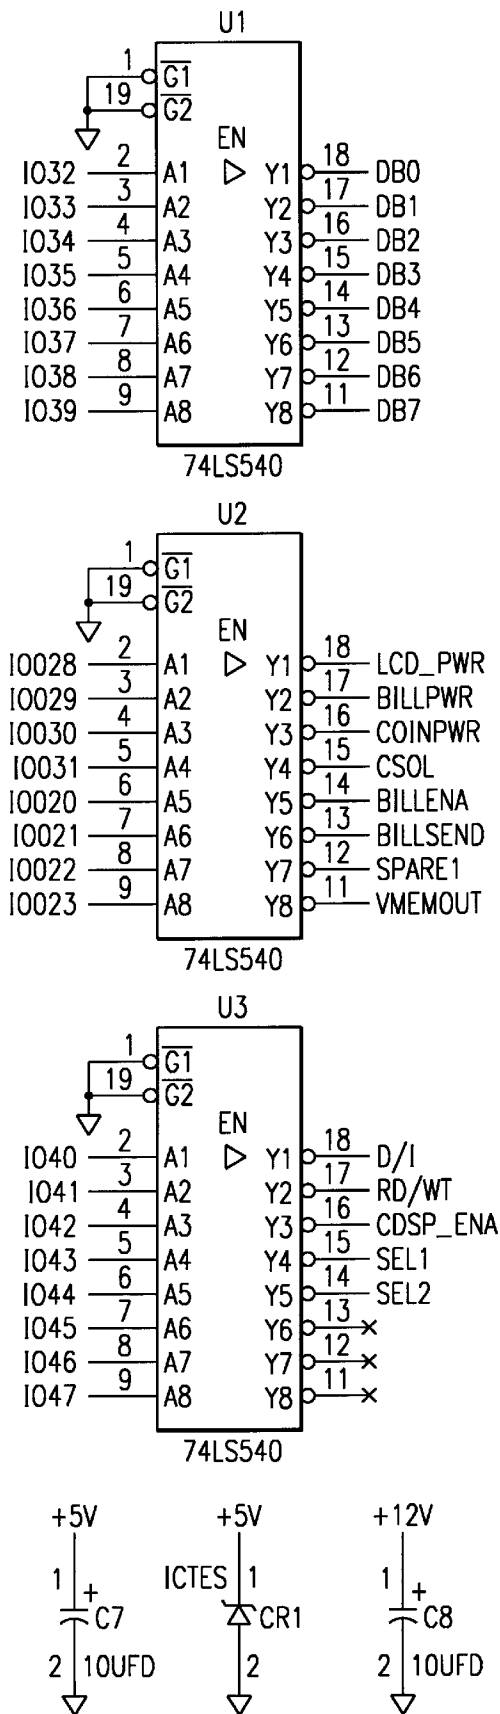 U1
1 G1
19 G2
EN
IO32 2 A1 Y1 18 DB0
IO33 3 A2 Y2 17 DB1
IO34 4 A3 Y3 16 DB2
IO35 5 A4 Y4 15 DB3
IO36 6 A5 Y5 14 DB4
IO37 7 A6 Y6 13 DB5
IO38 8 A7 Y7 12 DB6
IO39 9 A8 Y8 11 DB7
74LS540
U2
1 G1
19 G2
EN
IO028 2 A1 Y1 18 LCD_PWR
IO029 3 A2 Y2 17 BILLPWR
IO030 4 A3 Y3 16 COINPWR
IO031 5 A4 Y4 15 CSOL
IO020 6 A5 Y5 14 BILLENA
IO021 7 A6 Y6 13 BILLSEND
IO022 8 A7 Y7 12 SPARE1
IO023 9 A8 Y8 11 VMEMOUT
74LS540
U3
1 G1
19 G2
EN
IO40 2 A1 Y1 18 D/I
IO41 3 A2 Y2 17 RD/WT
IO42 4 A3 Y3 16 CDSP_ENA
IO43 5 A4 Y4 15 SEL1
IO44 6 A5 Y5 14 SEL2
IO45 7 A6 Y6 13
IO46 8 A7 Y7 12
IO47 9 A8 Y8 11
74LS540
+5V +5V +12V
1 + ICTES 1 1 +
C7 CR1 C8
2 10UFD 2 2 10UFD